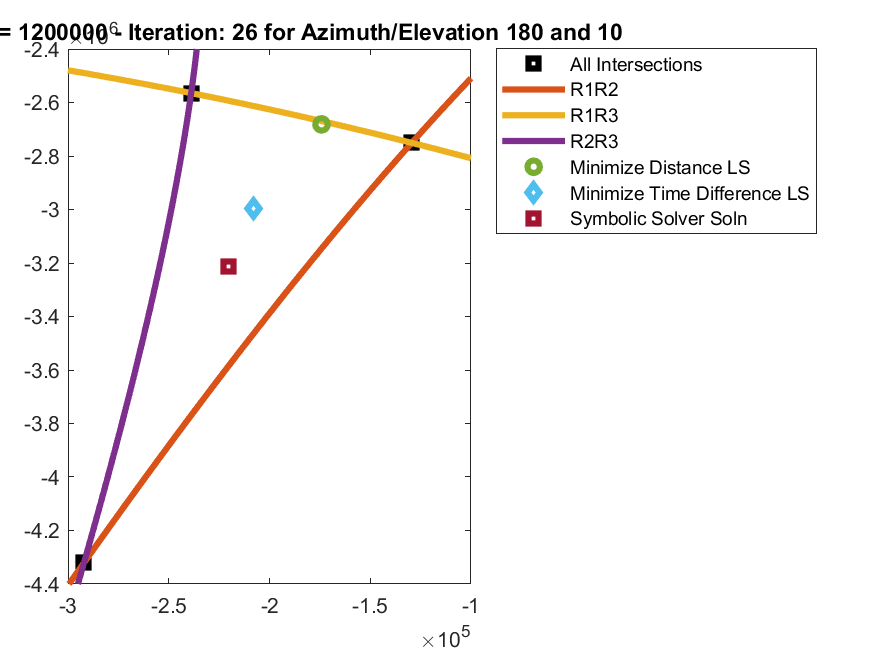 = 1200000 - Iteration: 26 for Azimuth/Elevation 180 and 10
×10^6
-2.4
-2.6
-2.8
-3
-3.2
-3.4
-3.6
-3.8
-4
-4.2
-4.4
-3
-2.5
-2
-1.5
-1
×10^5
All Intersections
R1R2
R1R3
R2R3
Minimize Distance LS
Minimize Time Difference LS
Symbolic Solver Soln